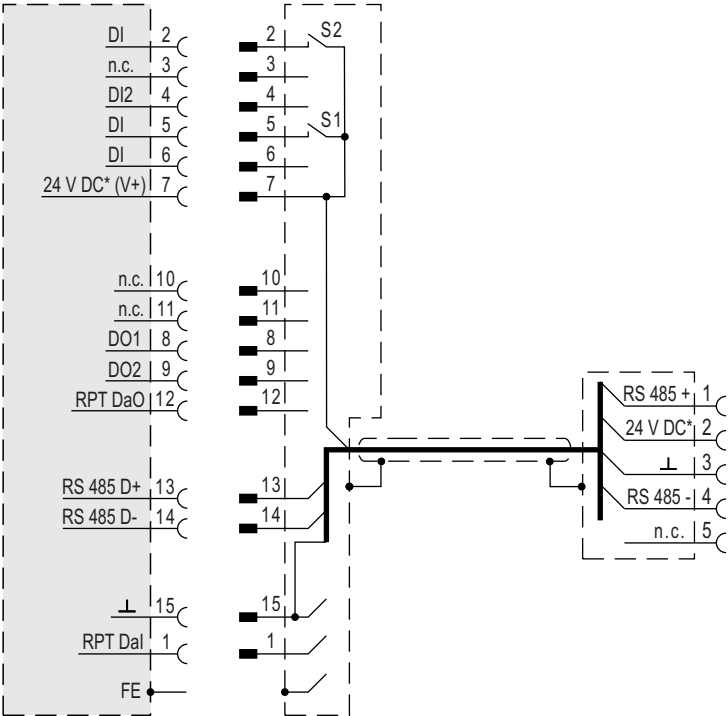 DI 2 2 S2
n.c. 3 3
DI2 4 4
DI 5 5 S1
DI 6 6
24 V DC* (V+) 7 7
n.c. 10 10
n.c. 11 11
DO1 8 8
DO2 9 9
RPT DaO 12 12
RS 485 + 1
24 V DC* 2
⊥ 3
RS 485 - 4
n.c. 5
RS 485 D+ 13 13
RS 485 D- 14 14
⊥ 15 15
RPT DaI 1 1
FE